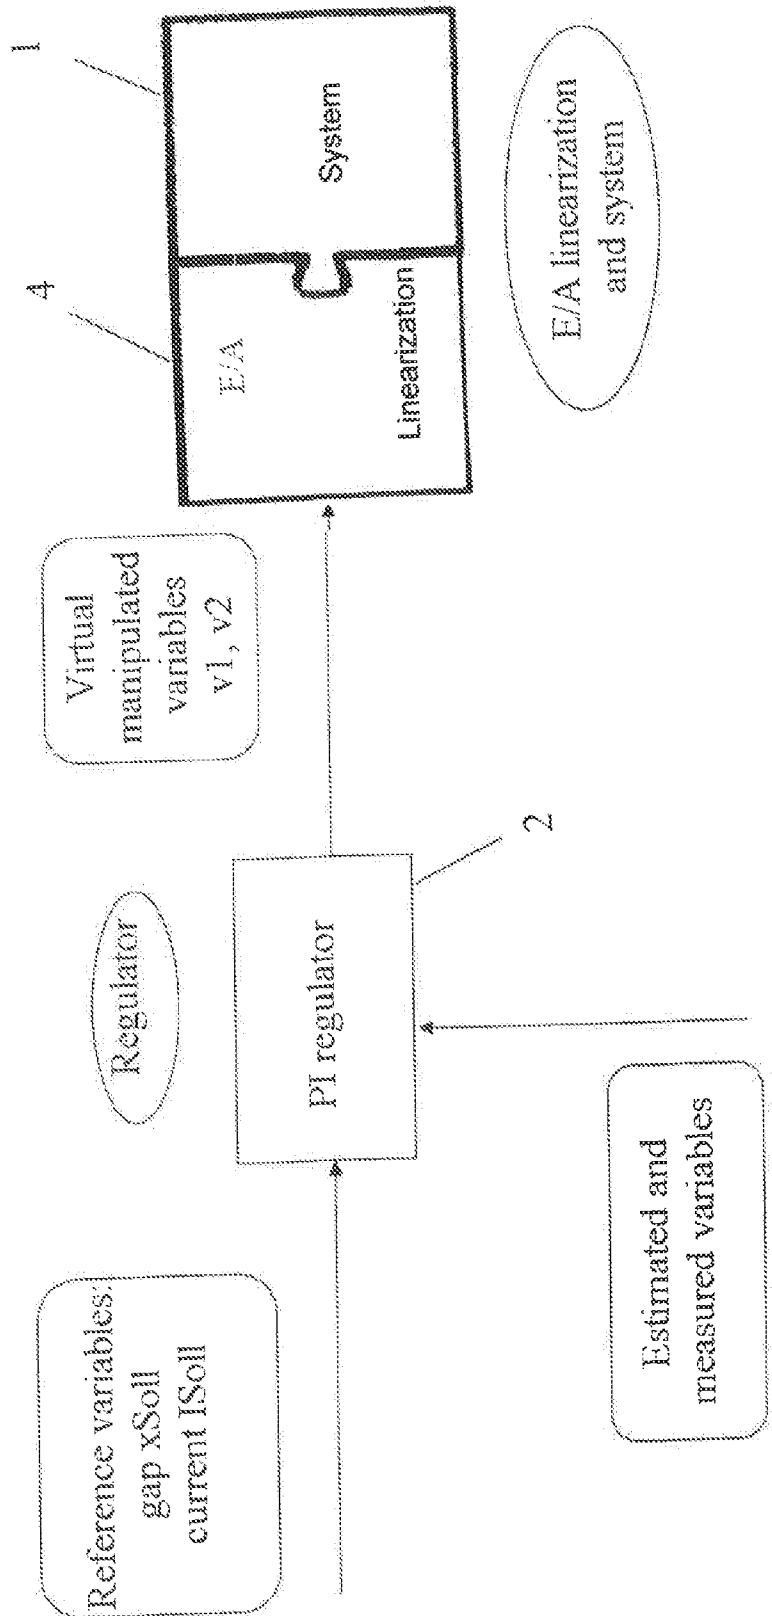 Reference variables:
gap xSoll
current ISoll
Regulator
PI regulator
2
Estimated and
measured variables
Virtual
manipulated
variables
v1, v2
4
1
E/A
Linearization
System
E/A linearization
and system